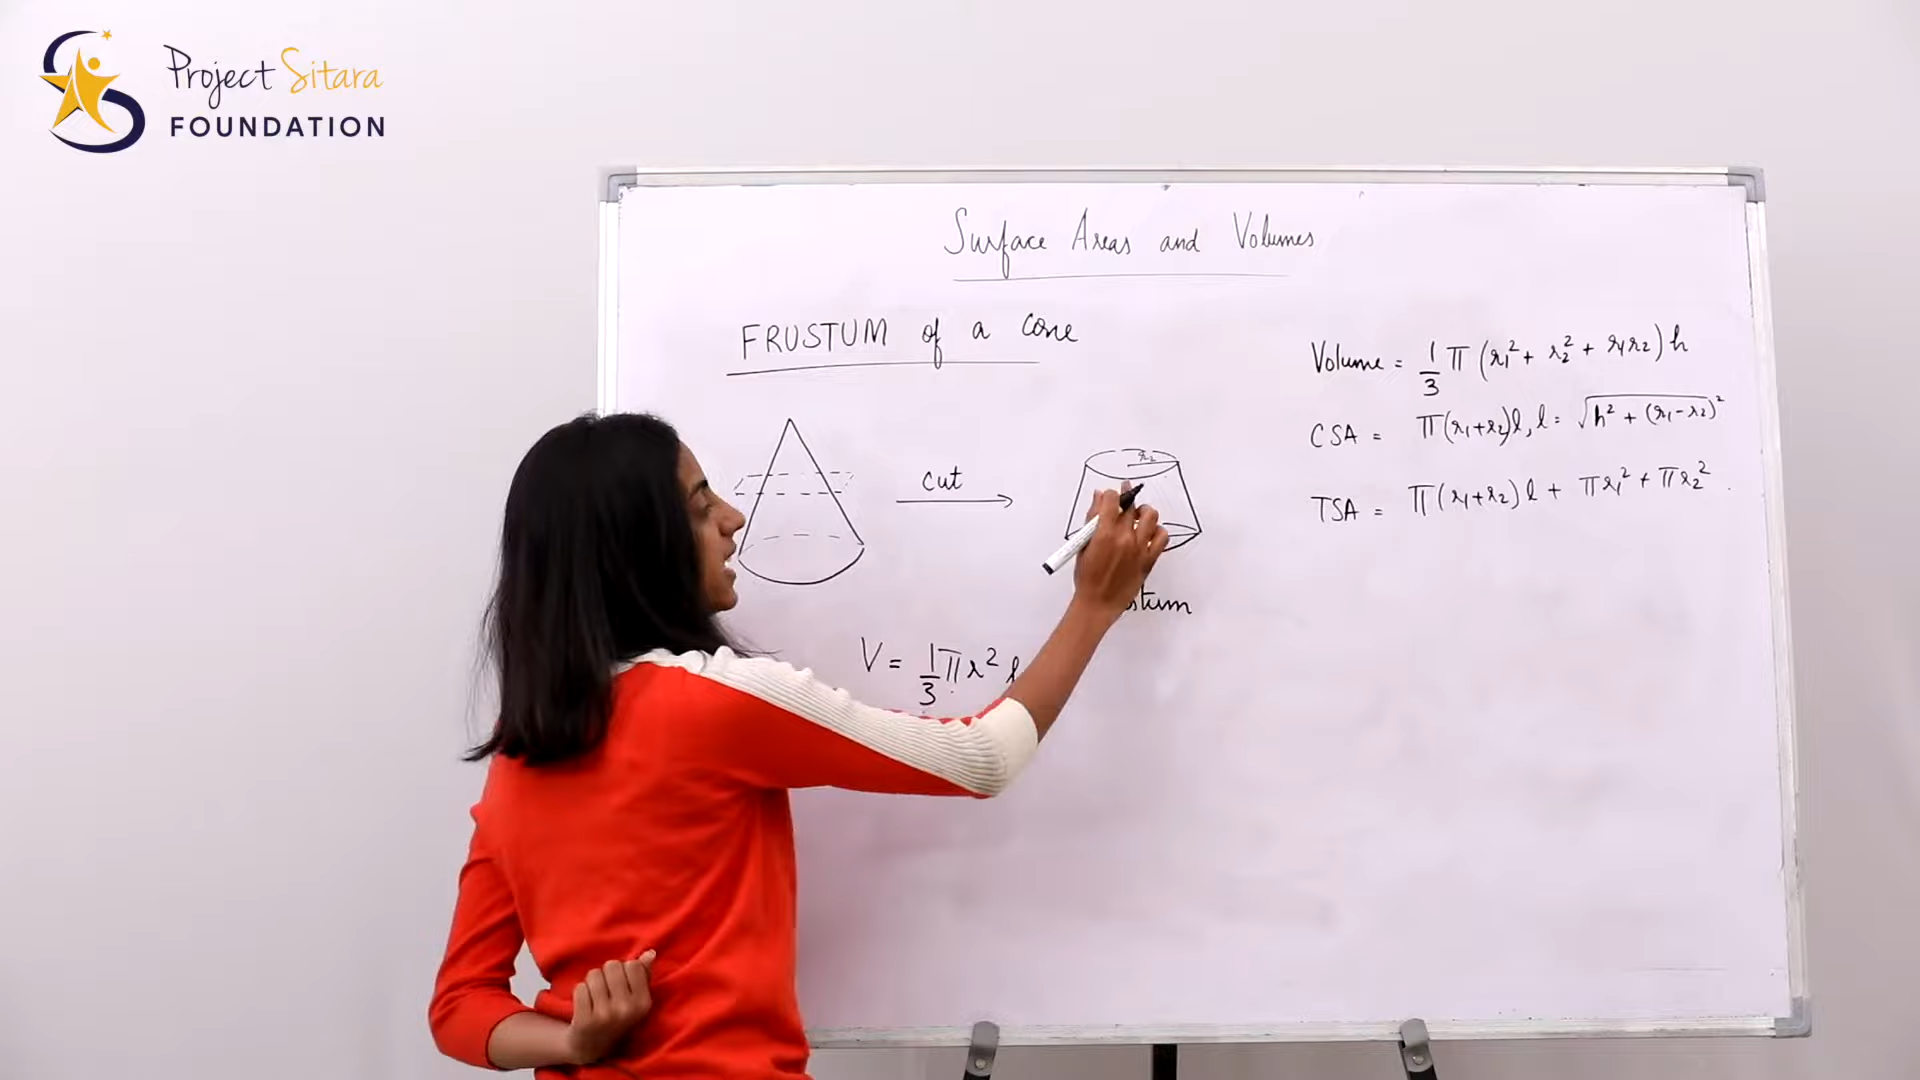 Project Sitara
FOUNDATION
Surface Areas and Volumes
FRUSTUM of a cone
Volume = 1/3 π (r₁² + r₂² + r₁r₂) h
CSA = π(r₁+r₂)l, l = √h² + (r₁-r₂)²
TSA = π(r₁+r₂) l + πr₁² + πr₂².
cut
r₂
V = 1/3 πr²